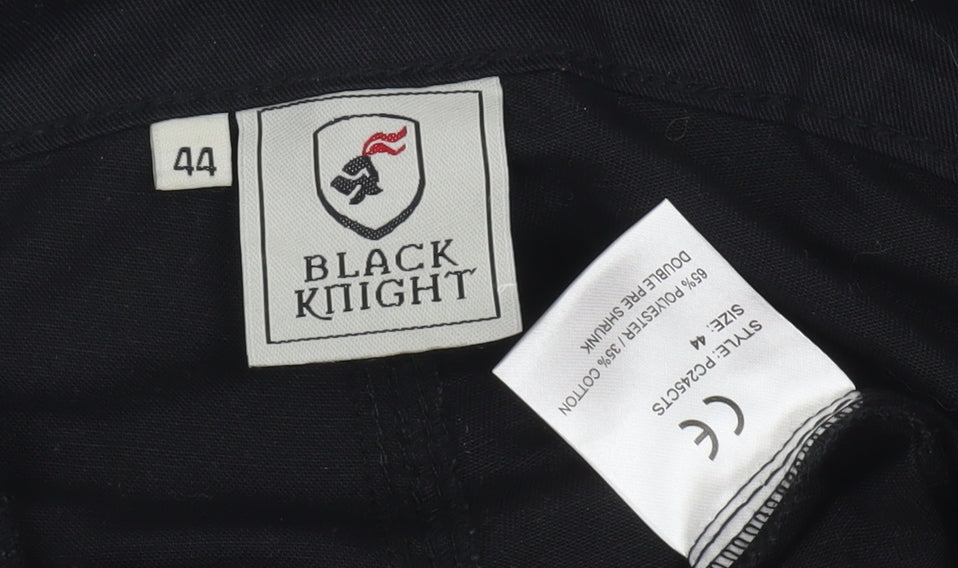 44
BLACK
KNIGHT
CE
STYLE: PC245CTS
SIZE: 44
65% POLYESTER / 35% COTTON
DOUBLE PRE SHRUNK